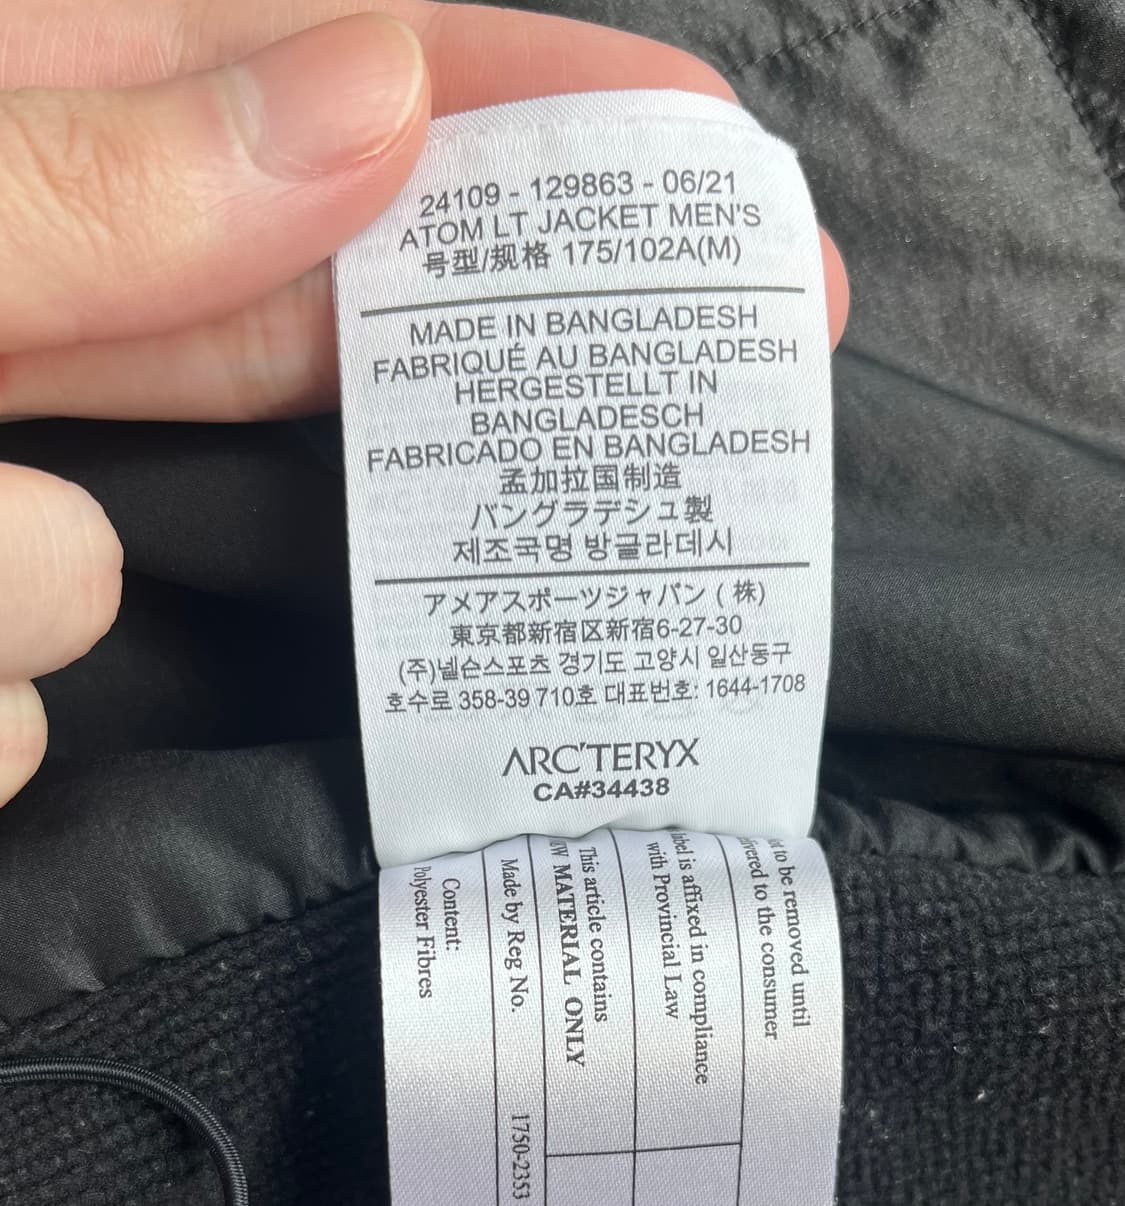 24109 - 129863 - 06/21
ATOM LT JACKET MEN'S
号型/规格 175/102A(M)
MADE IN BANGLADESH
FABRIQUÉ AU BANGLADESH
HERGESTELLT IN
BANGLADESCH
FABRICADO EN BANGLADESH
孟加拉国制造
バングラデシュ製
제조국명 방글라데시
アメアスポーツジャパン ( 株)
東京都新宿区新宿6-27-30
(주)넬슨스포츠 경기도 고양시 일산동구
호수로 358-39 710호 대표번호: 1644-1708
ARC'TERYX
CA#34438
to be removed until
to the consumer
label is affixed in compliance
with Provincial Law
This article contains
MATERIAL ONLY
Made by Reg No. 1750-2353
Content:
Polyester Fibres